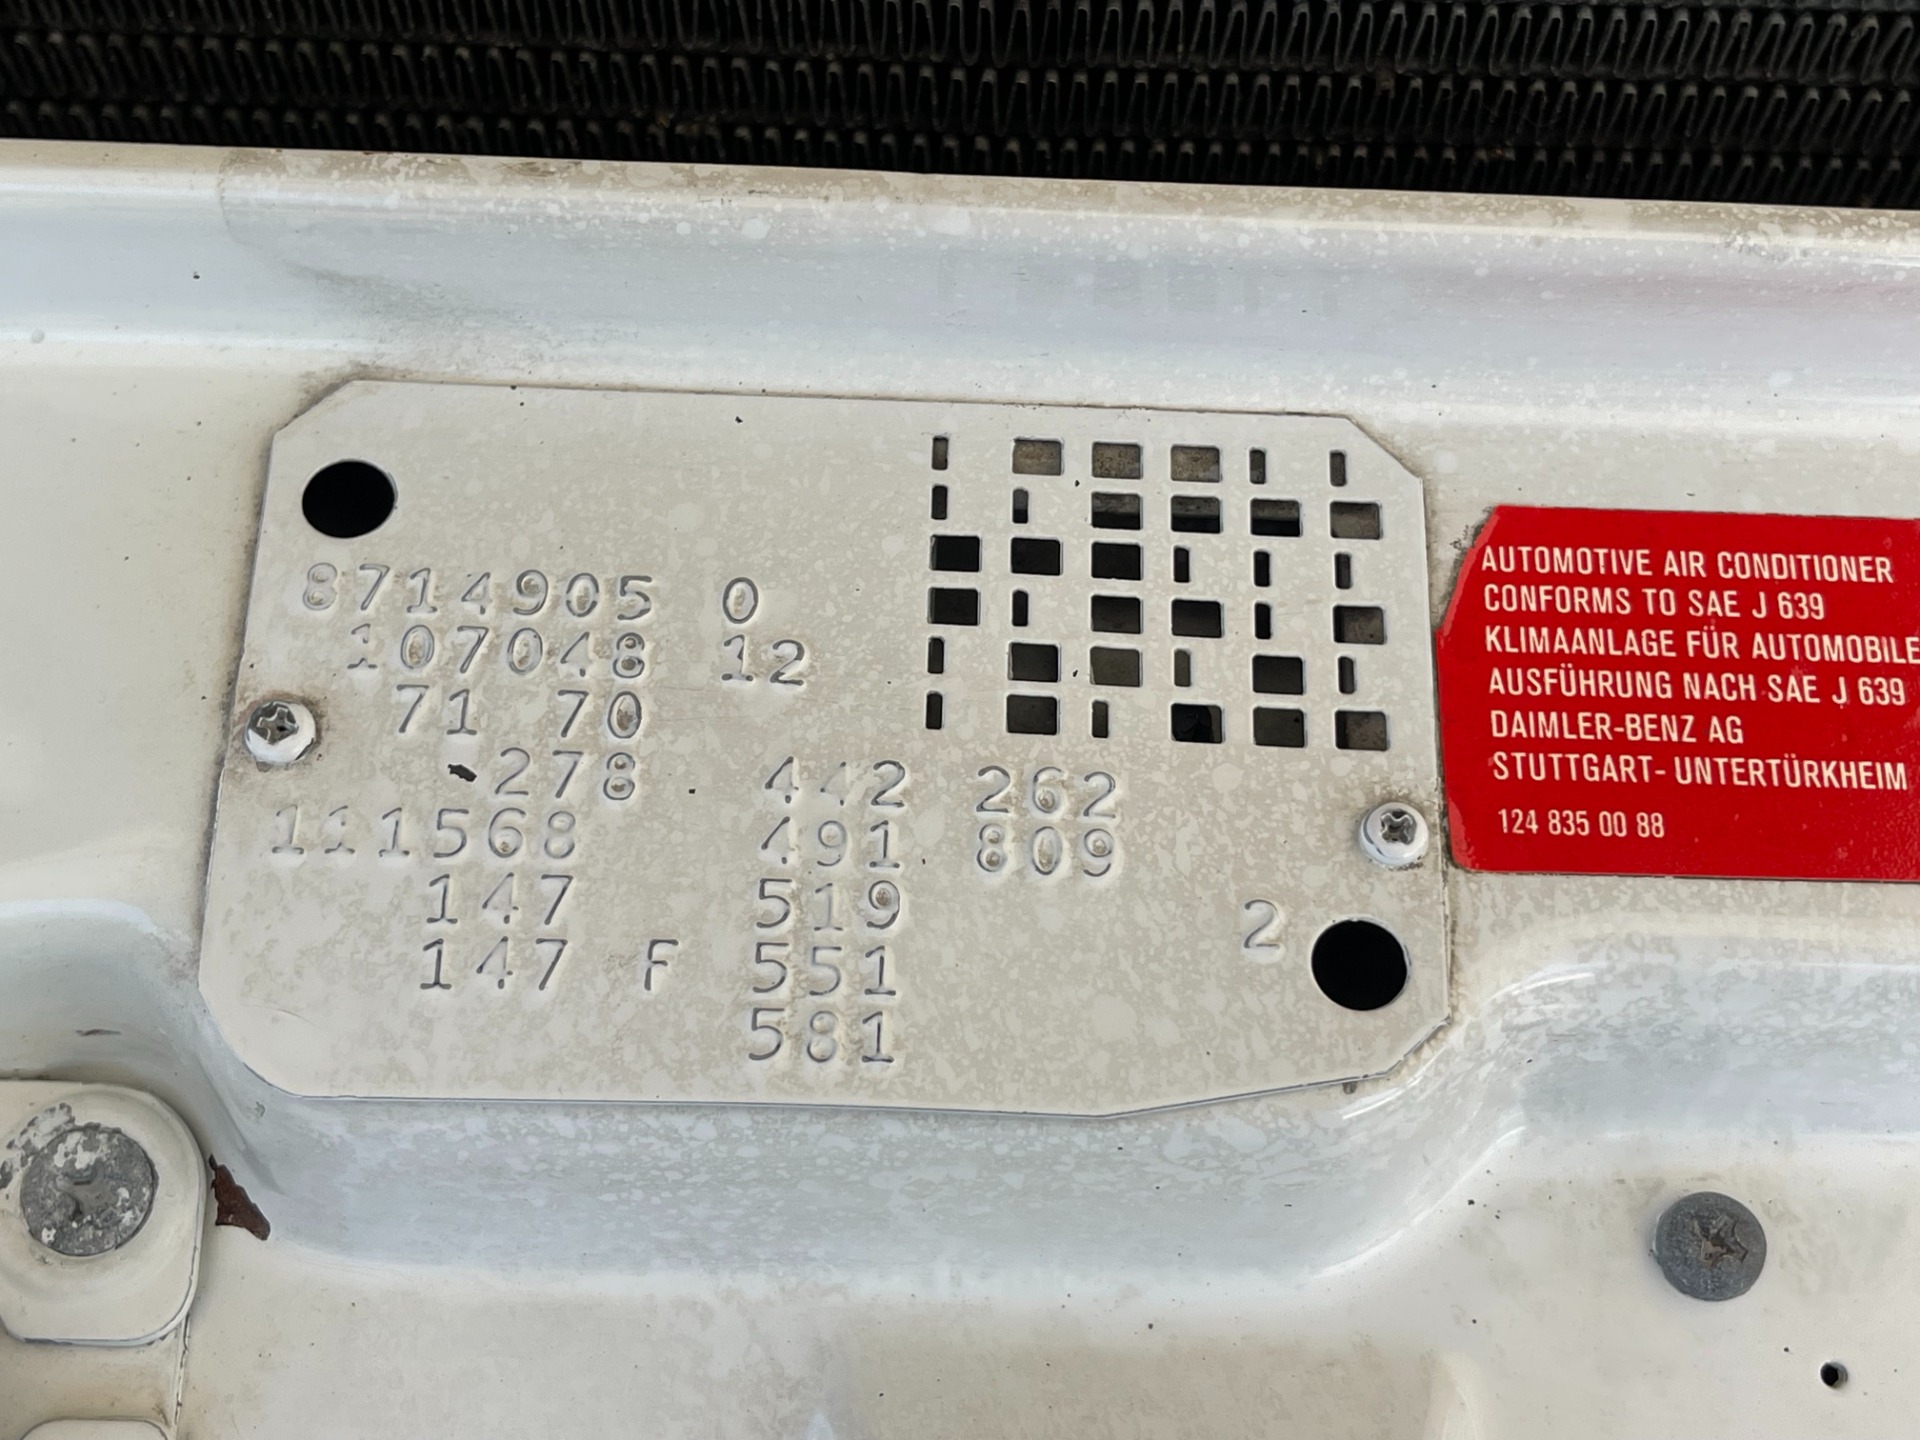 8714905 0
107048 12
71 70
278 442 262
111568 491 809
147 519
147 F 551 2
581
AUTOMOTIVE AIR CONDITIONER
CONFORMS TO SAE J 639
KLIMAANLAGE FÜR AUTOMOBILE
AUSFÜHRUNG NACH SAE J 639
DAIMLER-BENZ AG
STUTTGART- UNTERTÜRKHEIM
124 835 00 88